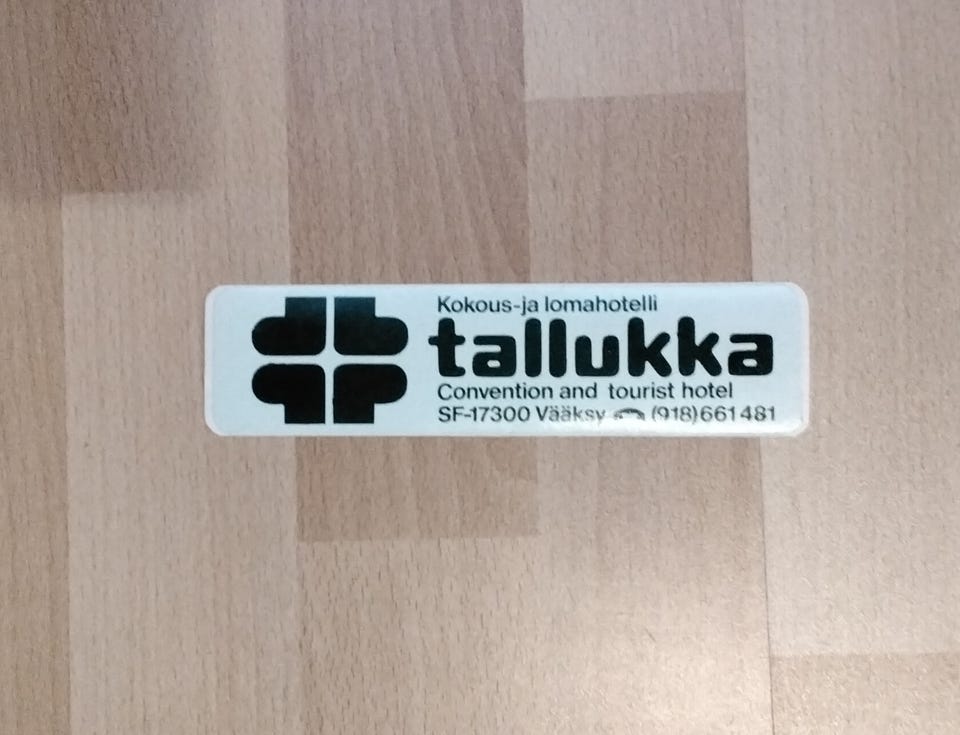 Kokous-ja lomahotelli
tallukka
Convention and tourist hotel
SF-17300 Vääksy ☎ (918)661481